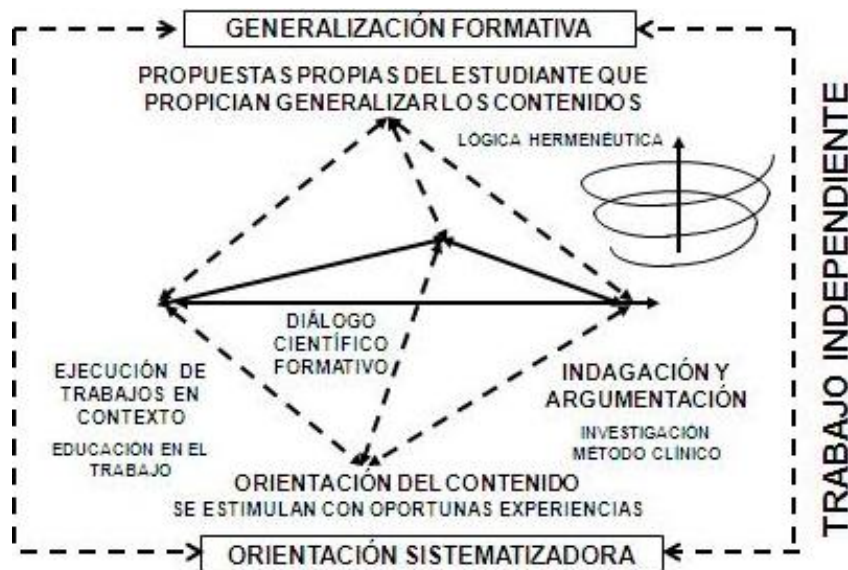 GENERALIZACIÓN FORMATIVA
PROPUESTAS PROPIAS DEL ESTUDIANTE QUE
PROPICIAN GENERALIZAR LOS CONTENIDOS
LÓGICA HERMENÉUTICA
TRABAJO INDEPENDIENTE
DIÁLOGO
CIENTÍFICO
FORMATIVO
EJECUCIÓN DE
TRABAJOS EN
CONTEXTO
EDUCACIÓN EN EL
TRABAJO
INDAGACIÓN Y
ARGUMENTACIÓN
INVESTIGACIÓN
MÉTODO CLÍNICO
ORIENTACIÓN DEL CONTENIDO
SE ESTIMULAN CON OPORTUNAS EXPERIENCIAS
ORIENTACIÓN SISTEMATIZADORA